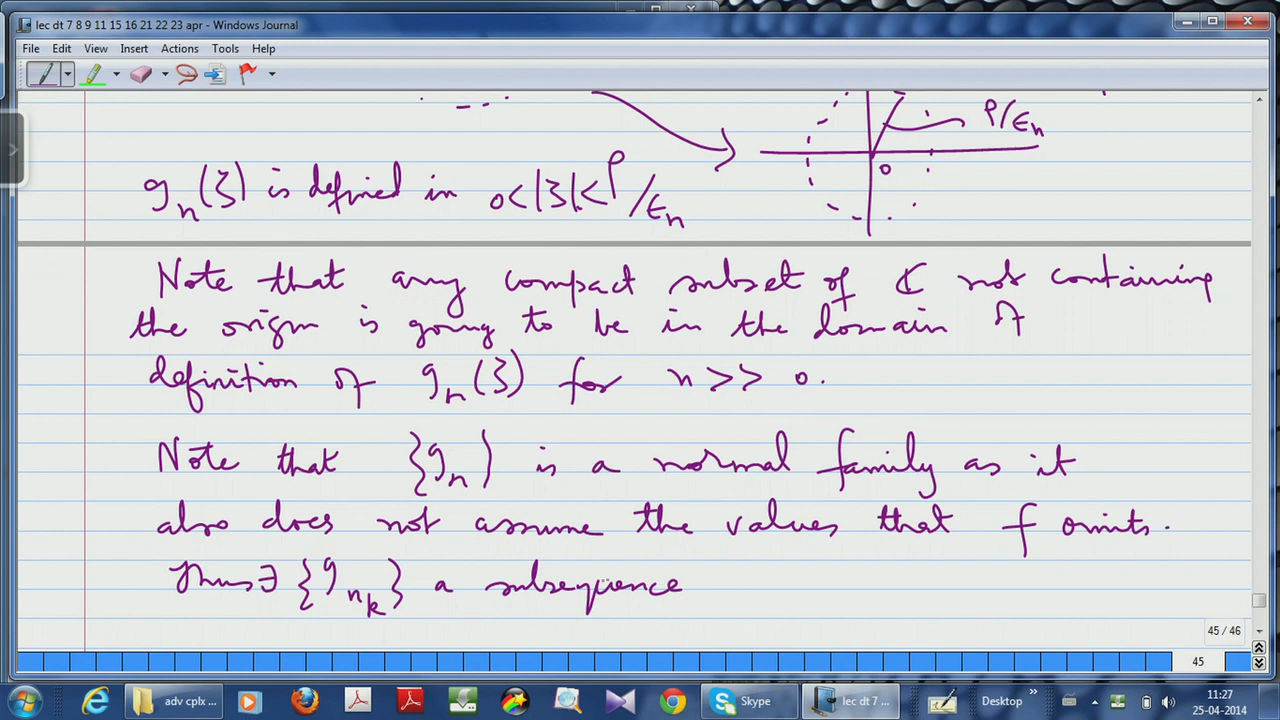 lec dt 7 8 9 11 15 16 21 22 23 apr - Windows Journal
File Edit View Insert Actions Tools Help
ρ/ϵn
0
gn(ζ) is defined in 0<|ζ|<ρ/ϵn
Note that any compact subset of ℂ not containing
the origin is going to be in the domain of
definition of gn(ζ) for n >> 0.
Note that {gn} is a normal family as it
also does not assume the values that f omits.
Thus ∃ {gnk} a subsequence
45 / 46
45
adv cplx ...
Skype
lec dt 7 ...
Desktop
11:27
25-04-2014